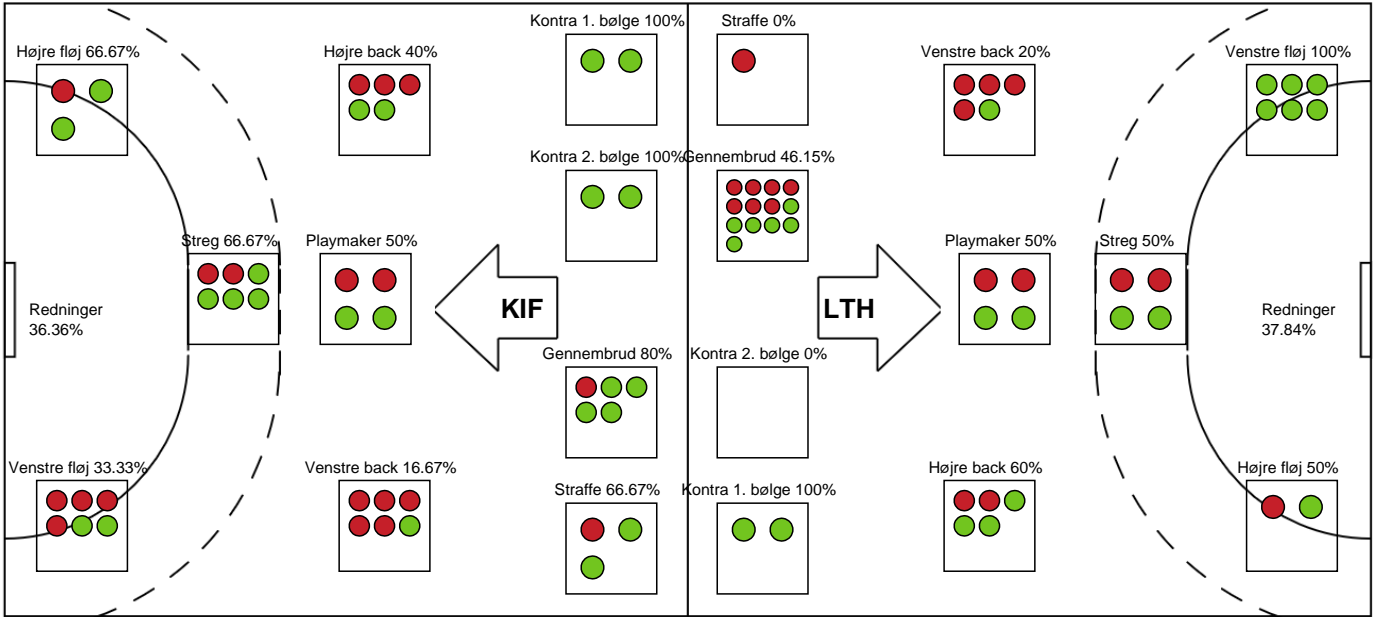 Kontra 1. bølge 100%
Straffe 0%
Højre fløj 66.67%
Højre back 40%
Venstre back 20%
Venstre fløj 100%
Kontra 2. bølge 100%
Gennembrud 46.15%
Streg 66.67%
Playmaker 50%
Playmaker 50%
Streg 50%
Redninger
36.36%
KIF
LTH
Redninger
37.84%
Gennembrud 80%
Kontra 2. bølge 0%
Venstre fløj 33.33%
Venstre back 16.67%
Højre back 60%
Højre fløj 50%
Straffe 66.67%
Kontra 1. bølge 100%